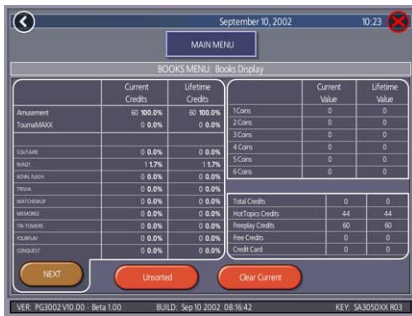 September 10, 2002 10:23
MAIN MENU
BOOKS MENU: Books Display
Current Credits Lifetime Credits
Amusement 60 100.0% 60 100.0%
TournaMAXX 0 0.0% 0 0.0%
SOLITAIRE 0 0.0% 0 0.0%
RUN21 1 1.7% 1 1.7%
ROYAL FLASH 0 0.0% 0 0.0%
TRIVIA 0 0.0% 0 0.0%
MATCH'EM UP 0 0.0% 0 0.0%
MEMOREE 0 0.0% 0 0.0%
TRI-TOWERS 0 0.0% 0 0.0%
FOURPLAY 0 0.0% 0 0.0%
CONQUEST 0 0.0% 0 0.0%
Current Value Lifetime Value
1 Coins 0 0
2 Coins 0 0
3 Coins 0 0
4 Coins 0 0
5 Coins 0 0
6 Coins 0 0
Total Credits 0 0
HotTopics Credits 44 44
Freeplay Credits 60 60
Free Credits 0 0
Credit Card 0 0
NEXT
Unsorted
Clear Current
VER: PG3002 V10.00 - Beta 1.00 BUILD: Sep 10 2002 08:16:42 KEY: SA3050XX R03